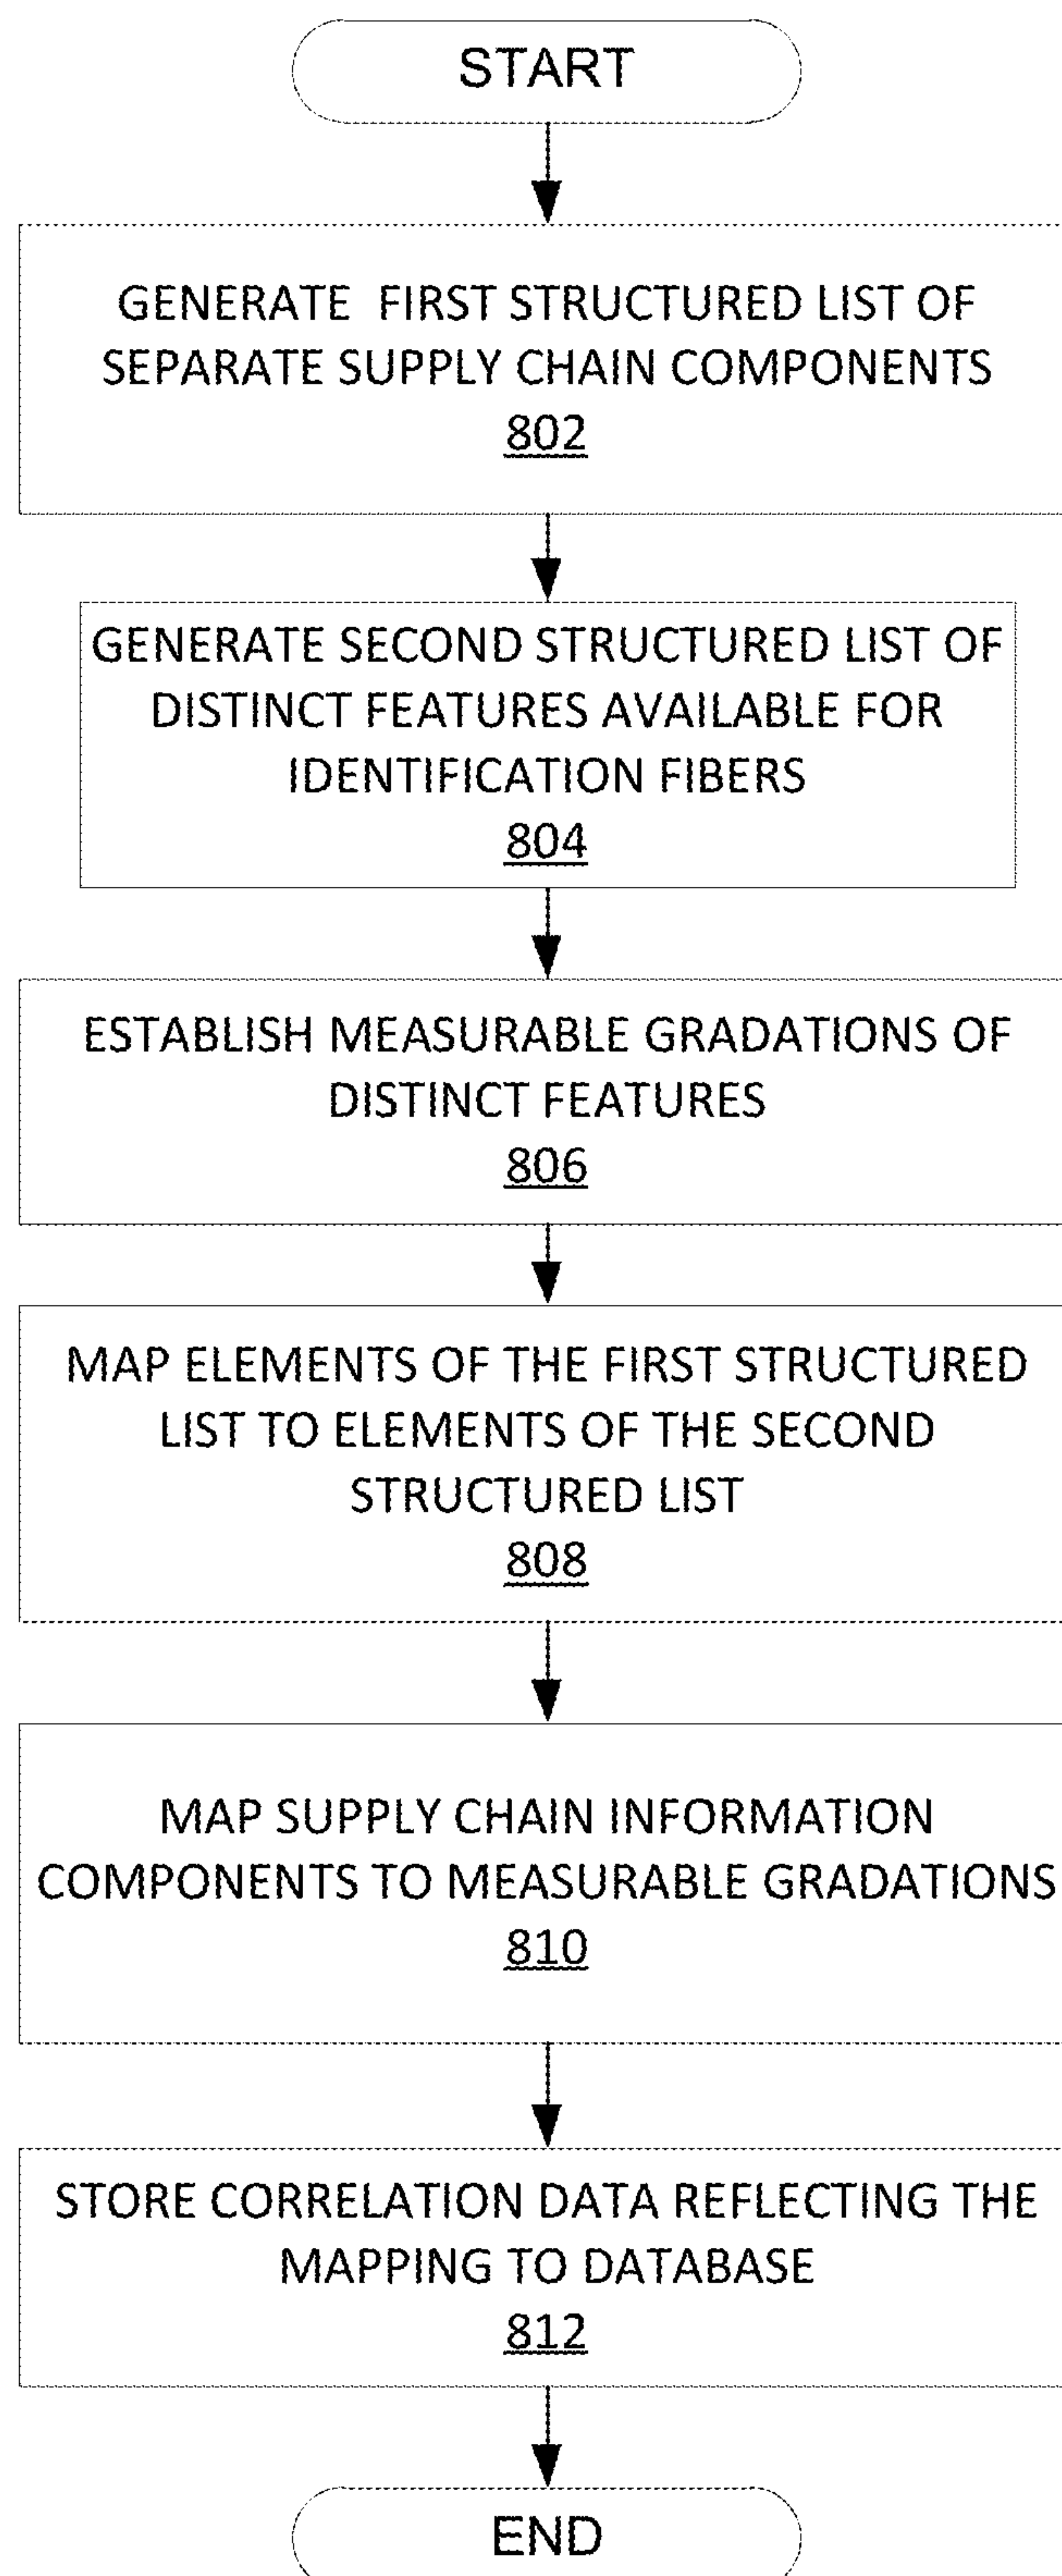 START
GENERATE FIRST STRUCTURED LIST OF
SEPARATE SUPPLY CHAIN COMPONENTS
802
GENERATE SECOND STRUCTURED LIST OF
DISTINCT FEATURES AVAILABLE FOR
IDENTIFICATION FIBERS
804
ESTABLISH MEASURABLE GRADATIONS OF
DISTINCT FEATURES
806
MAP ELEMENTS OF THE FIRST STRUCTURED
LIST TO ELEMENTS OF THE SECOND
STRUCTURED LIST
808
MAP SUPPLY CHAIN INFORMATION
COMPONENTS TO MEASURABLE GRADATIONS
810
STORE CORRELATION DATA REFLECTING THE
MAPPING TO DATABASE
812
END